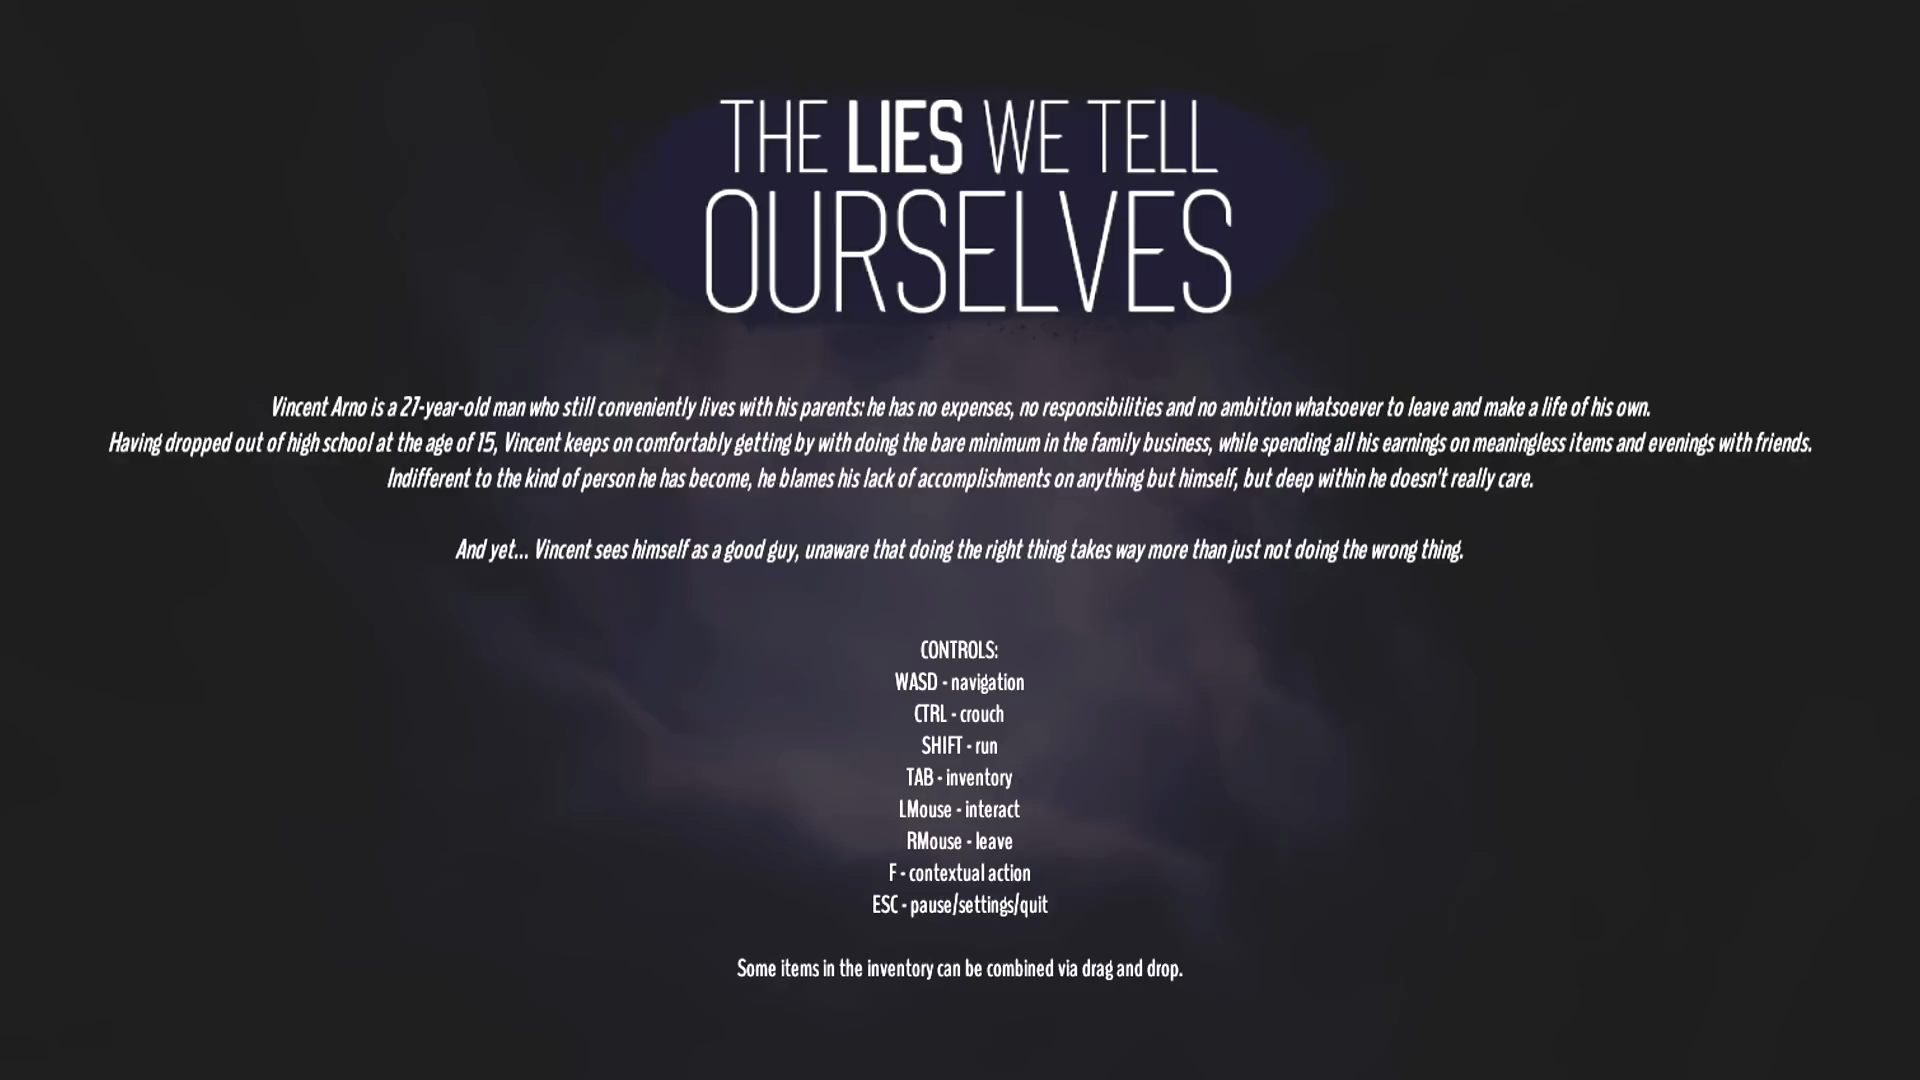 THE LIES WE TELL
OURSELVES
Vincent Arno is a 27-year-old man who still conveniently lives with his parents: he has no expenses, no responsibilities and no ambition whatsoever to leave and make a life of his own.
Having dropped out of high school at the age of 15, Vincent keeps on comfortably getting by with doing the bare minimum in the family business, while spending all his earnings on meaningless items and evenings with friends.
Indifferent to the kind of person he has become, he blames his lack of accomplishments on anything but himself, but deep within he doesn't really care.
And yet... Vincent sees himself as a good guy, unaware that doing the right thing takes way more than just not doing the wrong thing.
CONTROLS:
WASD - navigation
CTRL - crouch
SHIFT - run
TAB - inventory
LMouse - interact
RMouse - leave
F - contextual action
ESC - pause/settings/quit
Some items in the inventory can be combined via drag and drop.